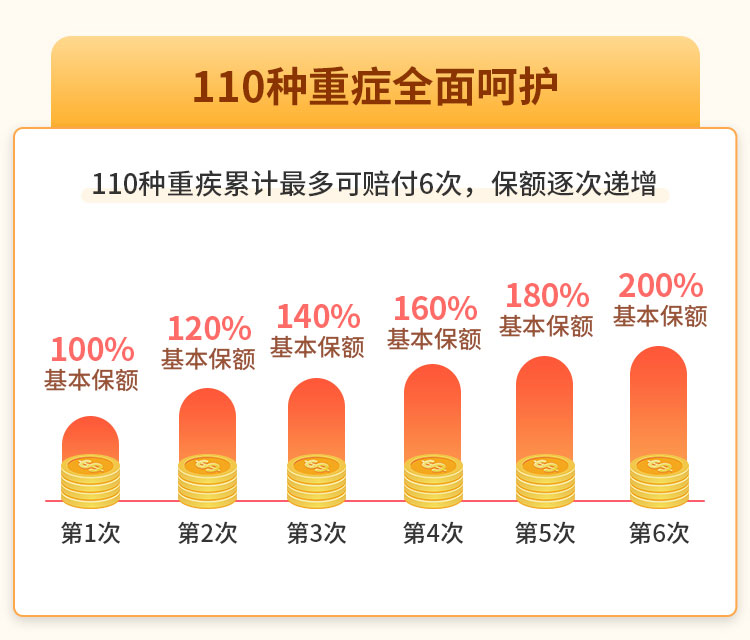 110种重症全面呵护
110种重疾累计最多可赔付6次，保额逐次递增
100%
基本保额
120%
基本保额
140%
基本保额
160%
基本保额
180%
基本保额
200%
基本保额
第1次
第2次
第3次
第4次
第5次
第6次